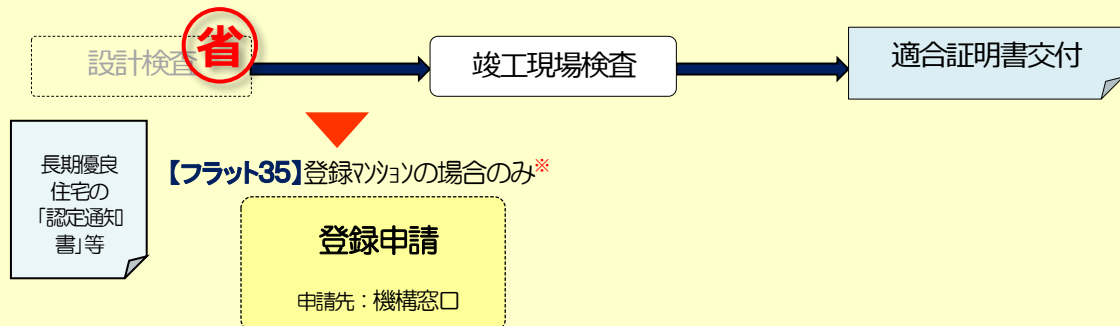 設計検査
省
竣工現場検査
適合証明書交付
長期優良
住宅の
「認定通知
書」等
【フラット35】登録マンションの場合のみ※
登録申請
申請先：機構窓口